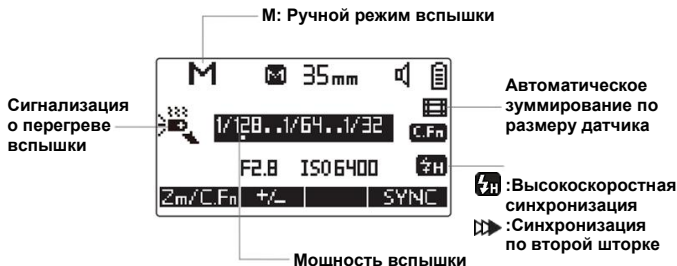 М: Ручной режим вспышки
M M 35mm
Сигнализация
о перегреве
вспышки
1/128..1/64..1/32
C.Fn
F2.8 ISO6400 H
Zm/C.Fn +/− SYNC
Автоматическое
зуммирование по
размеру датчика
H :Высокоскоростная
синхронизация
:Синхронизация
по второй шторке
Мощность вспышки